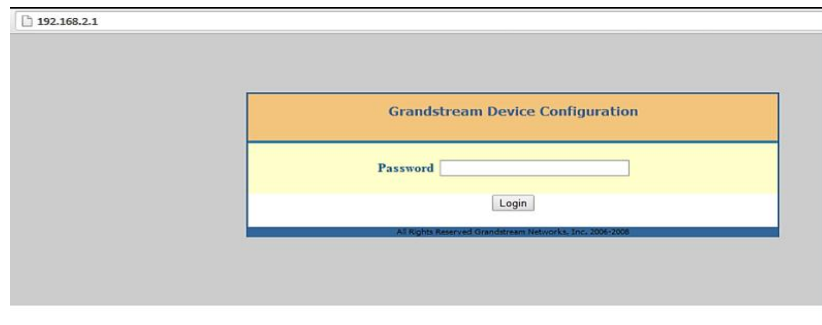 192.168.2.1
Grandstream Device Configuration
Password
Login
All Rights Reserved Grandstream Networks, Inc. 2006-2008